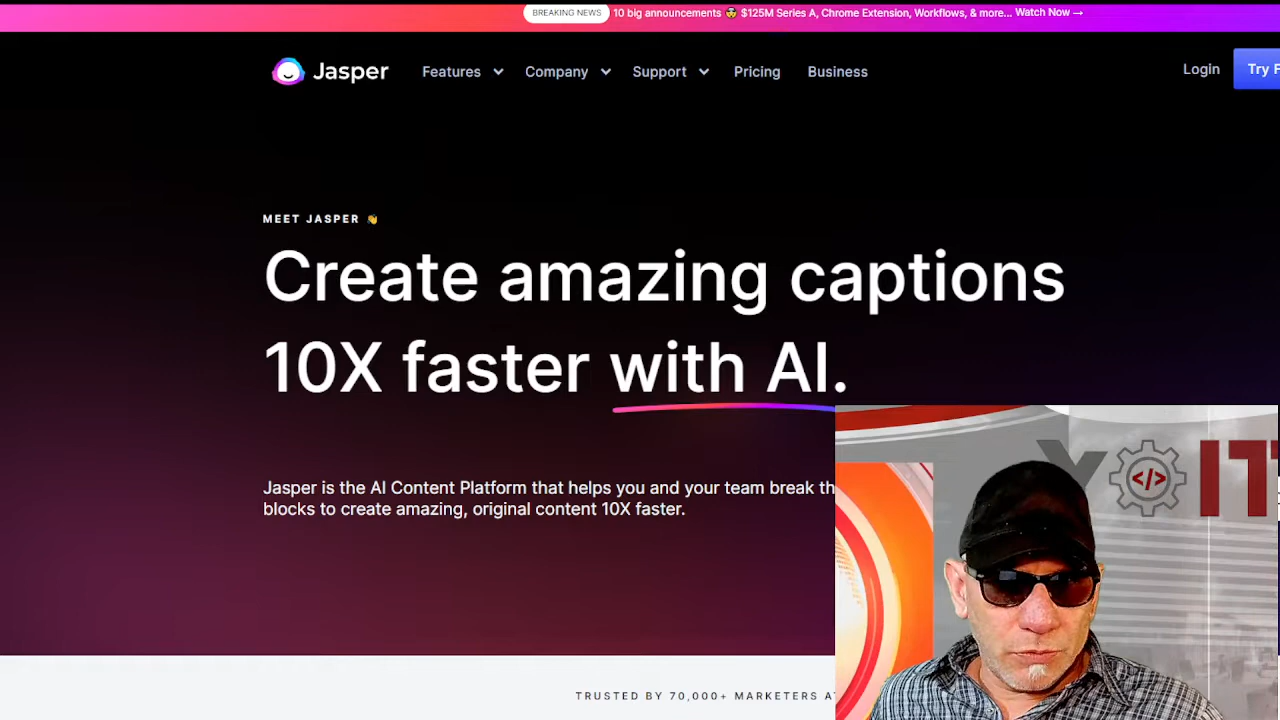 BREAKING NEWS 10 big announcements 🤯 $125M Series A, Chrome Extension, Workflows, & more... Watch Now →
Jasper Features Company Support Pricing Business Login Try F
MEET JASPER 👋
Create amazing captions
10X faster with AI.
Jasper is the AI Content Platform that helps you and your team break th
blocks to create amazing, original content 10X faster.
TRUSTED BY 70,000+ MARKETERS A